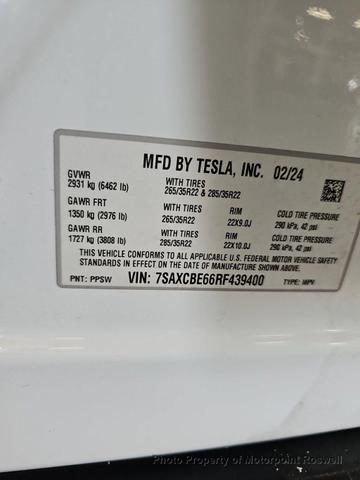 MFD BY TESLA, INC. 02/24
GVWR
2931 kg (6462 lb) WITH TIRES 265/35R22 & 285/35R22
GAWR FRT
1350 kg (2976 lb) WITH TIRES 265/35R22 RIM 22X9.0J COLD TIRE PRESSURE 290 kPa, 42 psi
GAWR RR
1727 kg (3808 lb) WITH TIRES 285/35R22 RIM 22X10.0J COLD TIRE PRESSURE 290 kPa, 42 psi
THIS VEHICLE CONFORMS TO ALL APPLICABLE U.S. FEDERAL MOTOR VEHICLE SAFETY
STANDARDS IN EFFECT ON THE DATE OF MANUFACTURE SHOWN ABOVE.
PNT: PPSW VIN: 7SAXCBE66RF439400 TYPE: MPV
Photo Property of Motorpoint Roswell